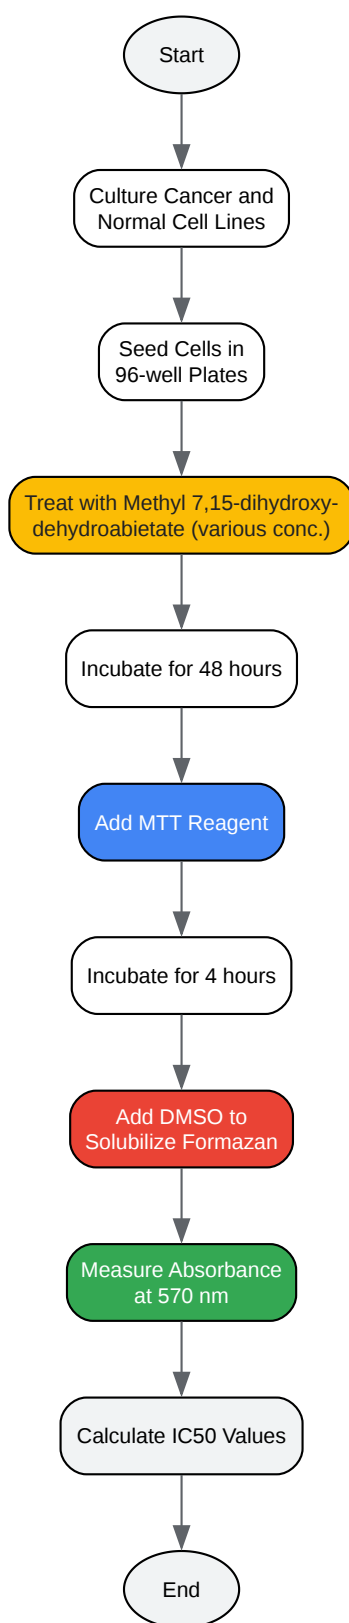 Start
Culture Cancer and
Normal Cell Lines
Seed Cells in
96-well Plates
Treat with Methyl 7,15-dihydroxy-
dehydroabietate (various conc.)
Incubate for 48 hours
Add MTT Reagent
Incubate for 4 hours
Add DMSO to
Solubilize Formazan
Measure Absorbance
at 570 nm
Calculate IC50 Values
End